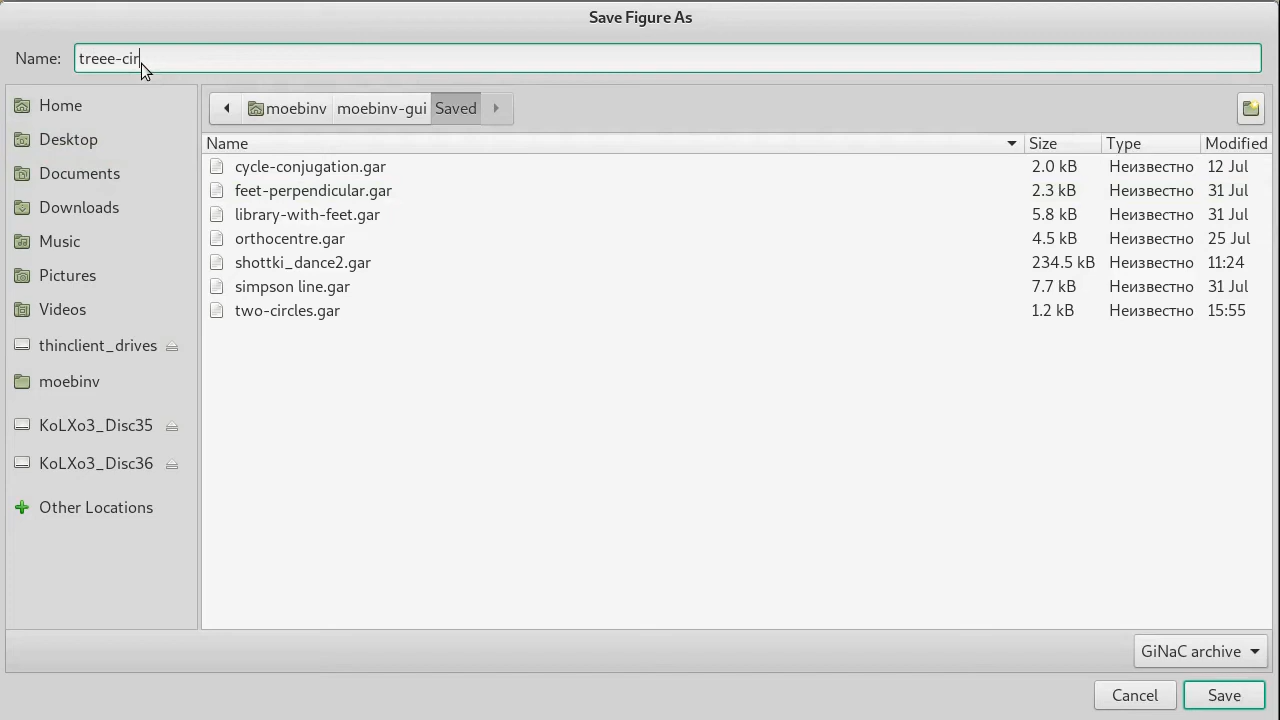 Save Figure As
Name: treee-cir
Home
Desktop
Documents
Downloads
Music
Pictures
Videos
thinclient_drives
moebinv
KoLXo3_Disc35
KoLXo3_Disc36
Other Locations
moebinv moebinv-gui Saved
Name Size Type Modified
cycle-conjugation.gar 2.0 kB Неизвестно 12 Jul
feet-perpendicular.gar 2.3 kB Неизвестно 31 Jul
library-with-feet.gar 5.8 kB Неизвестно 31 Jul
orthocentre.gar 4.5 kB Неизвестно 25 Jul
shottki_dance2.gar 234.5 kB Неизвестно 11:24
simpson line.gar 7.7 kB Неизвестно 31 Jul
two-circles.gar 1.2 kB Неизвестно 15:55
GiNaC archive
Cancel Save